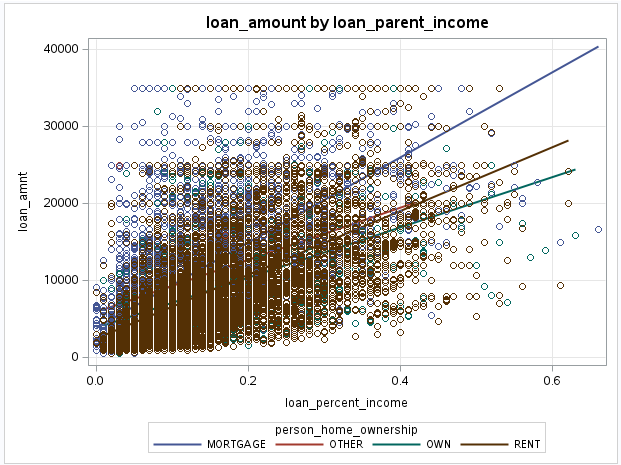 loan_amount by loan_parent_income
40000
30000
20000
10000
0
loan_amnt
0.0 0.2 0.4 0.6
loan_percent_income
person_home_ownership
MORTGAGE OTHER OWN RENT